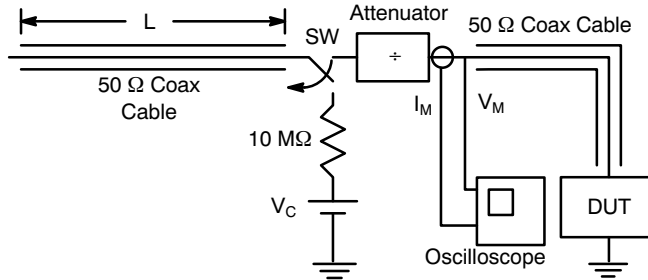 L
SW
Attenuator
÷
50 Ω Coax Cable
50 Ω Coax
Cable
I_M
V_M
10 MΩ
V_C
DUT
Oscilloscope